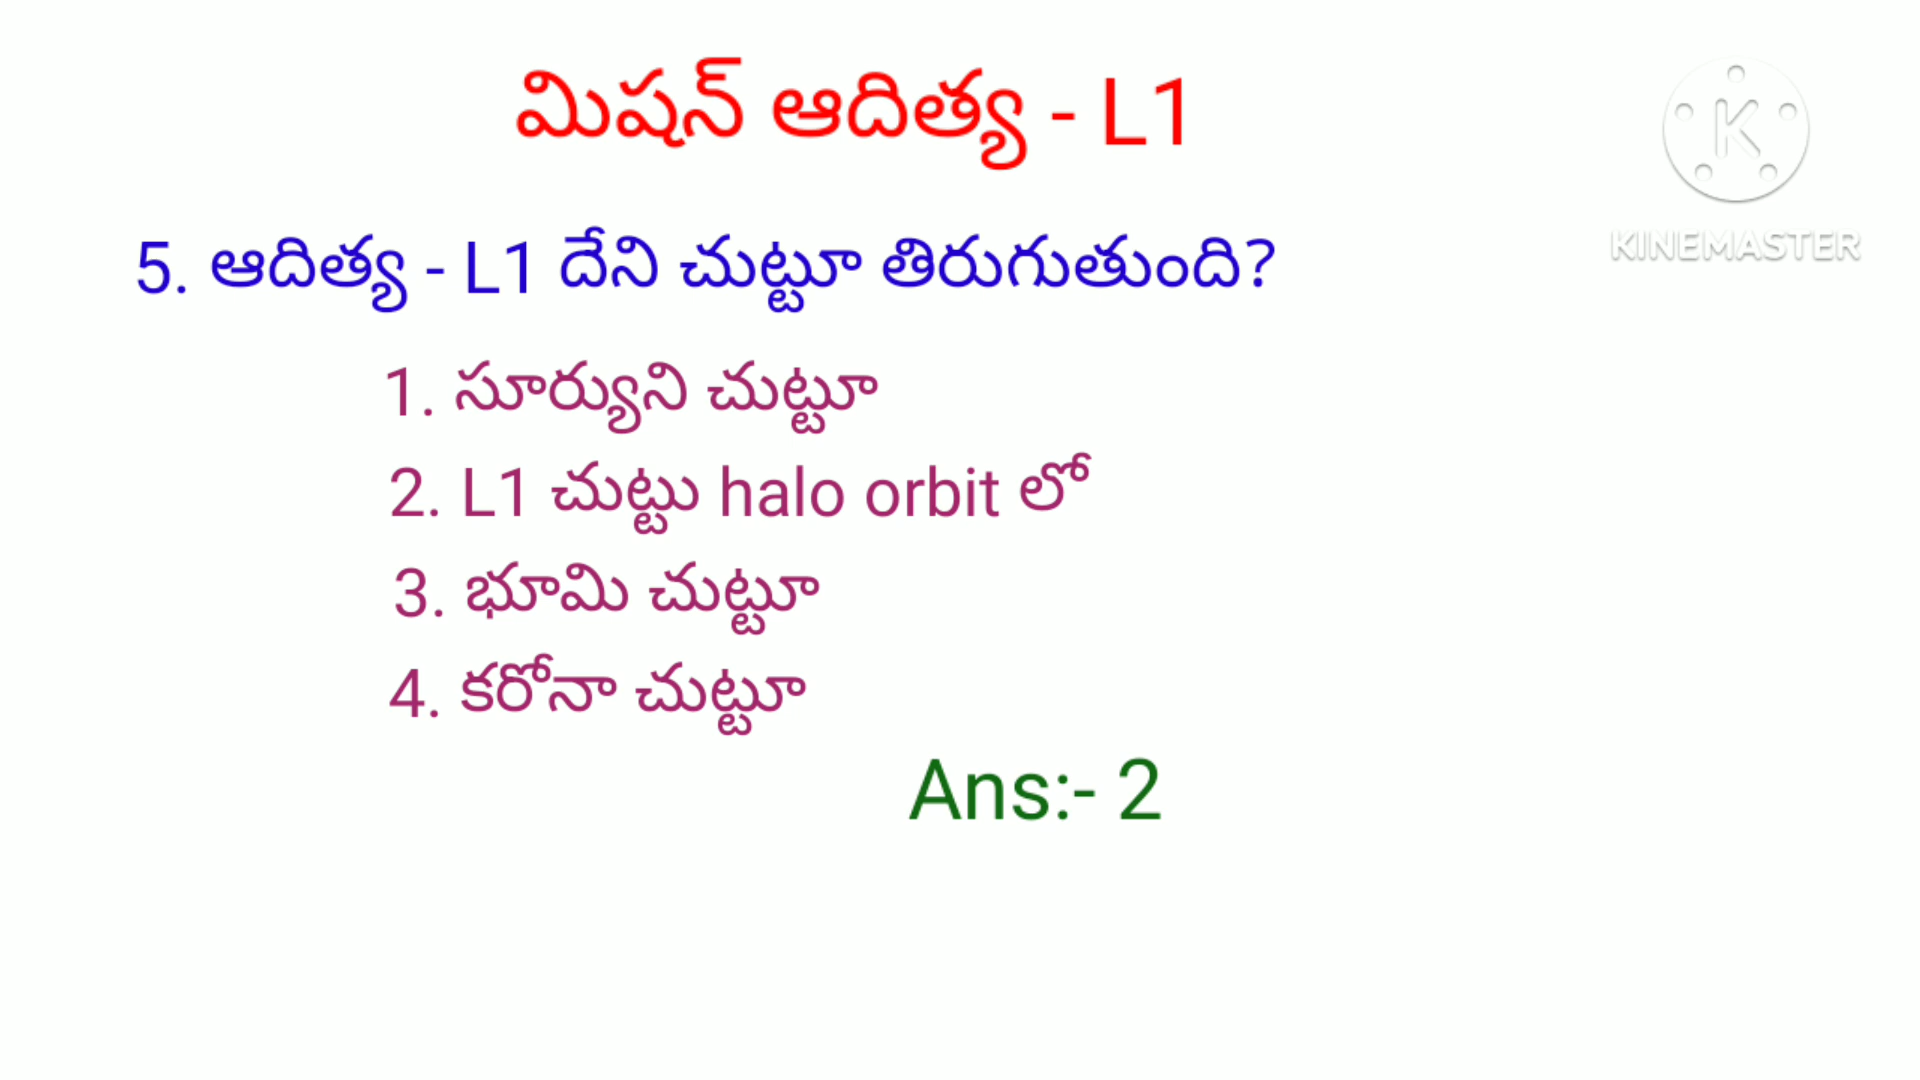 మిషన్ ఆదిత్య - L1
K
KINEMASTER
5. ఆదిత్య - L1 దేని చుట్టూ తిరుగుతుంది?
1. సూర్యుని చుట్టూ
2. L1 చుట్టు halo orbit లో
3. భూమి చుట్టూ
4. కరోనా చుట్టూ
Ans:- 2